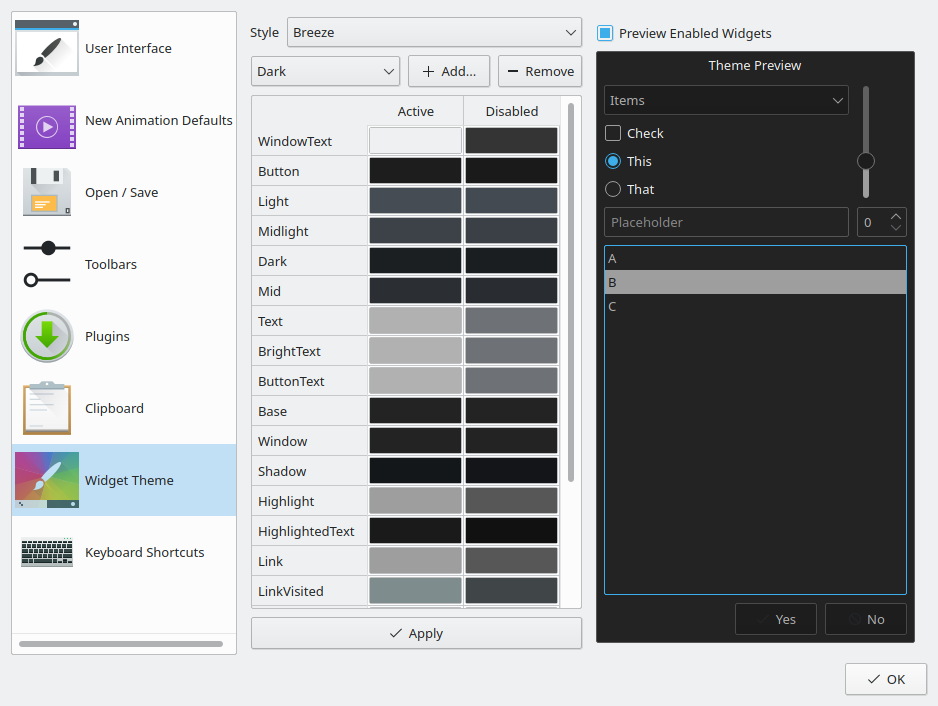 User Interface
New Animation Defaults
Open / Save
Toolbars
Plugins
Clipboard
Widget Theme
Keyboard Shortcuts
Style
Breeze
Dark
Add...
Remove
Active
Disabled
WindowText
Button
Light
Midlight
Dark
Mid
Text
BrightText
ButtonText
Base
Window
Shadow
Highlight
HighlightedText
Link
LinkVisited
Apply
Preview Enabled Widgets
Theme Preview
Items
Check
This
That
Placeholder
0
A
B
C
Yes
No
OK